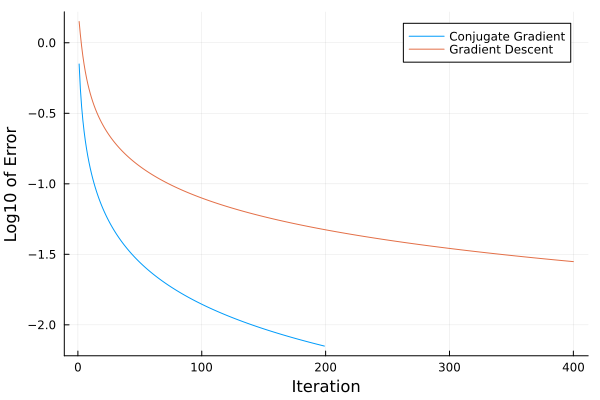 Conjugate Gradient
Gradient Descent
0.0
−0.5
−1.0
−1.5
−2.0
Log10 of Error
0
100
200
300
400
Iteration